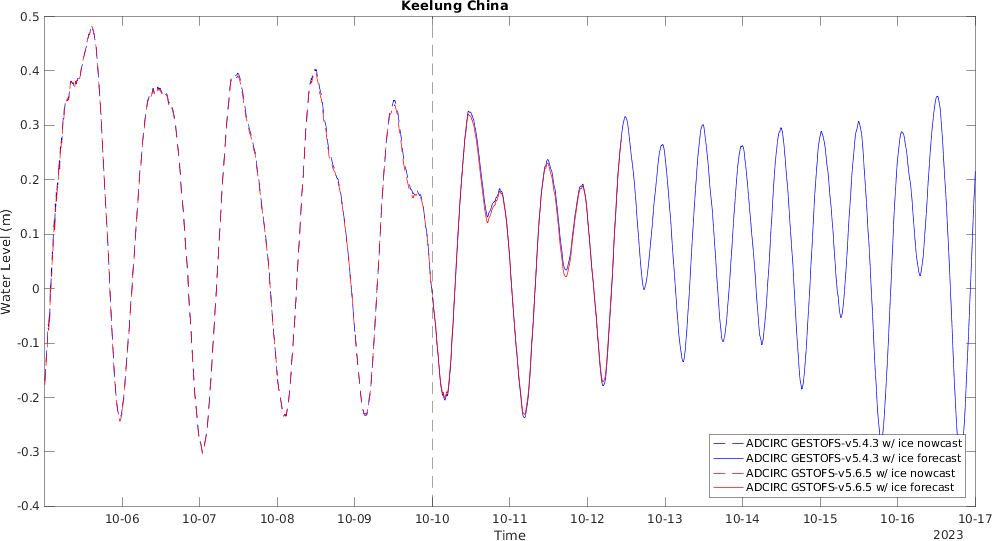 Keelung China
Water Level (m)
0.5
0.4
0.3
0.2
0.1
0
-0.1
-0.2
-0.3
-0.4
ADCIRC GESTOFS-v5.4.3 w/ ice nowcast
ADCIRC GESTOFS-v5.4.3 w/ ice forecast
ADCIRC GSTOFS-v5.6.5 w/ ice nowcast
ADCIRC GSTOFS-v5.6.5 w/ ice forecast
10-06 10-07 10-08 10-09 10-10 10-11 10-12 10-13 10-14 10-15 10-16 10-17
Time
2023